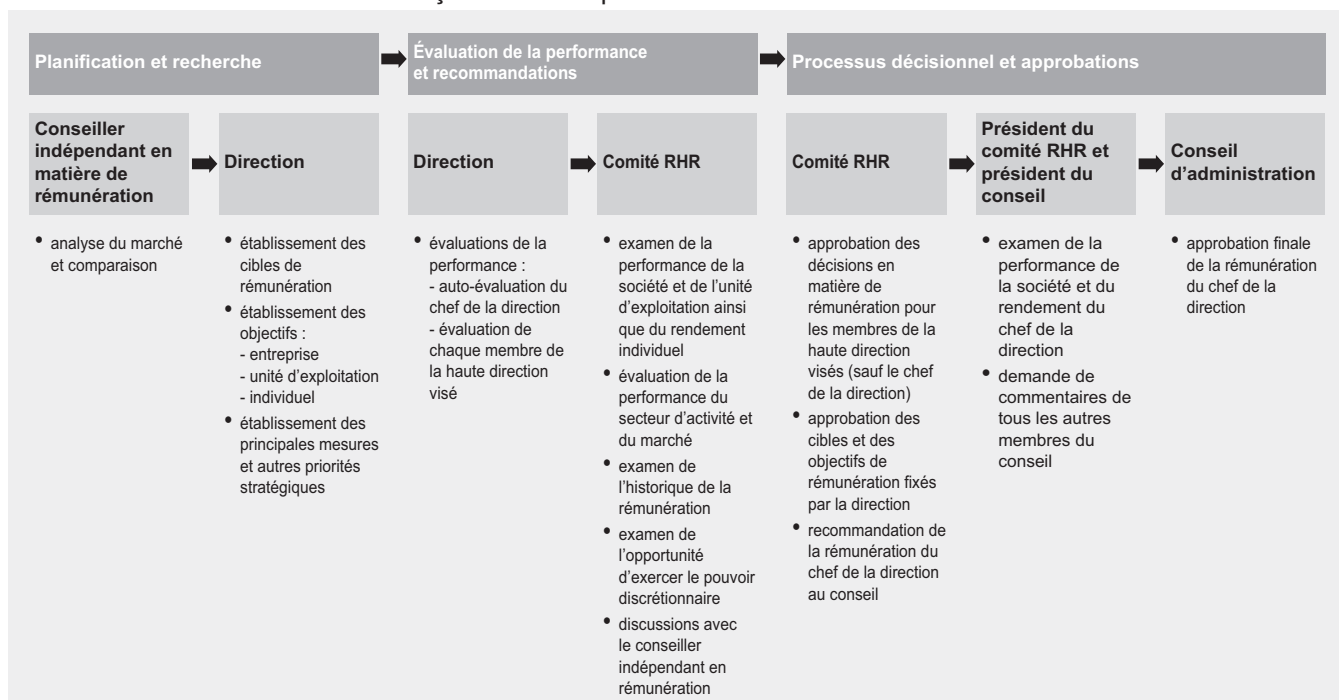 Planification et recherche
Évaluation de la performance
et recommandations
Processus décisionnel et approbations
Conseiller
indépendant en
matière de
rémunération
• analyse du marché
et comparaison
Direction
• établissement des
cibles de
rémunération
• établissement des
objectifs :
- entreprise
- unité d'exploitation
- individuel
• établissement des
principales mesures
et autres priorités
stratégiques
Direction
• évaluations de la
performance :
- auto-évaluation du
chef de la direction
- évaluation de
chaque membre de
la haute direction
visé
Comité RHR
• examen de la
performance de la
société et de l'unité
d'exploitation ainsi
que du rendement
individuel
• évaluation de la
performance du
secteur d'activité et
du marché
• examen de
l'historique de la
rémunération
• examen de
l'opportunité
d'exercer le pouvoir
discrétionnaire
• discussions avec
le conseiller
indépendant en
rémunération
Comité RHR
• approbation des
décisions en
matière de
rémunération pour
les membres de la
haute direction
visés (sauf le chef
de la direction)
• approbation des
cibles et des
objectifs de
rémunération fixés
par la direction
• recommandation de
la rémunération du
chef de la direction
au conseil
Président du
comité RHR et
président du
conseil
• examen de la
performance de
la société et du
rendement du
chef de la
direction
• demande de
commentaires de
tous les autres
membres du
conseil
Conseil
d'administration
• approbation finale
de la rémunération
du chef de la
direction